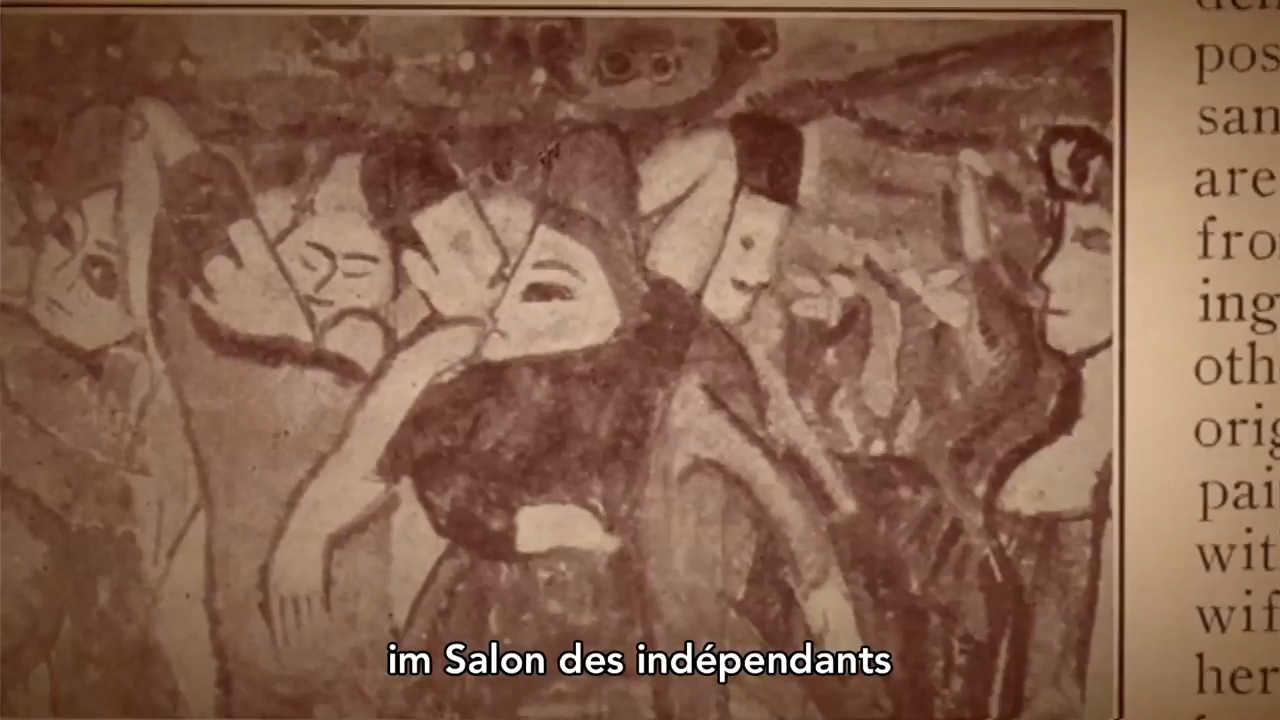 im Salon des indépendants
pos
san
are
fro
ing
oth
orig
pai
wit
wif
her